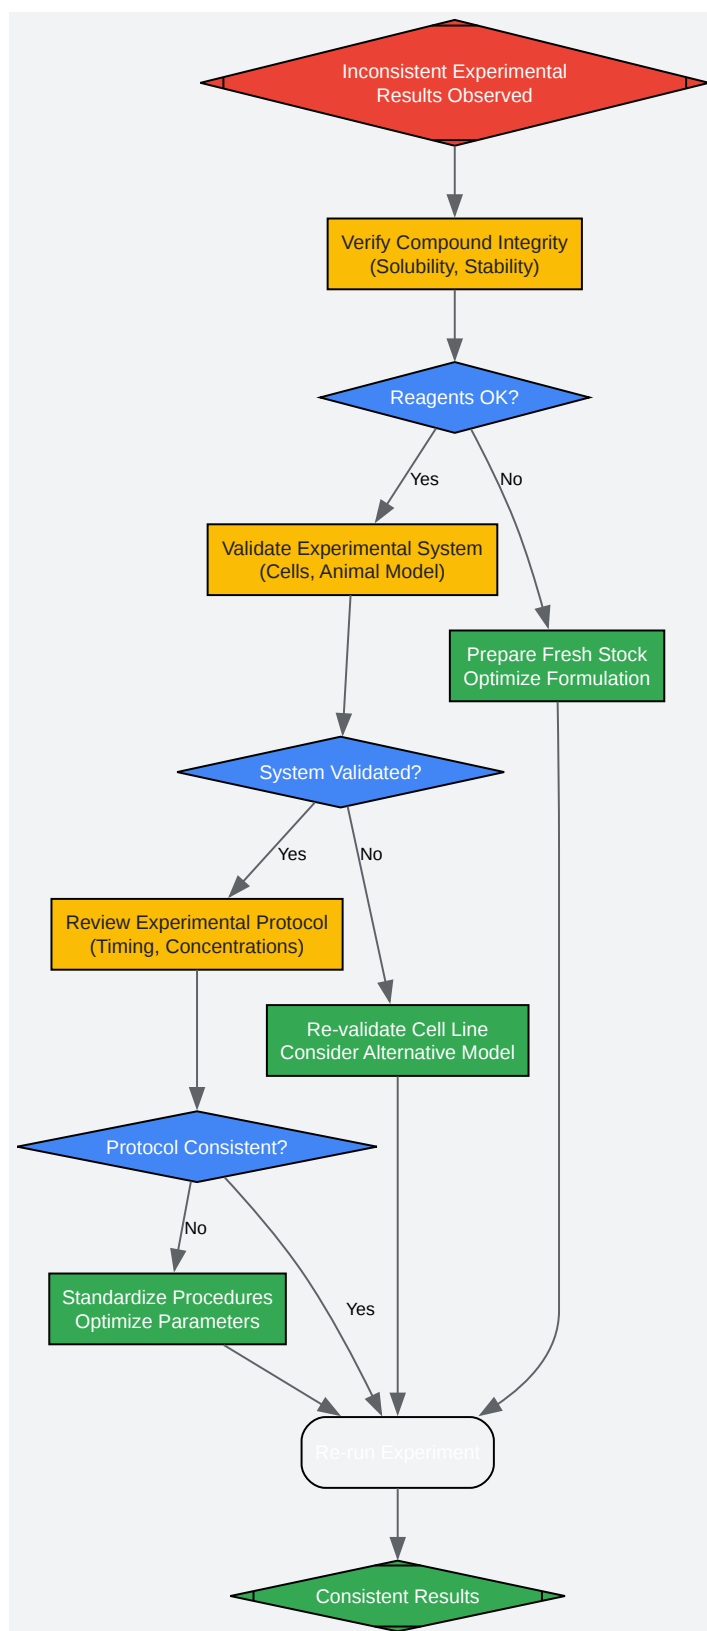 Inconsistent Experimental
Results Observed
Verify Compound Integrity
(Solubility, Stability)
Reagents OK?
Yes
No
Validate Experimental System
(Cells, Animal Model)
Prepare Fresh Stock
Optimize Formulation
System Validated?
Yes
No
Review Experimental Protocol
(Timing, Concentrations)
Re-validate Cell Line
Consider Alternative Model
Protocol Consistent?
No
Standardize Procedures
Optimize Parameters
Yes
Re-run Experiment
Consistent Results